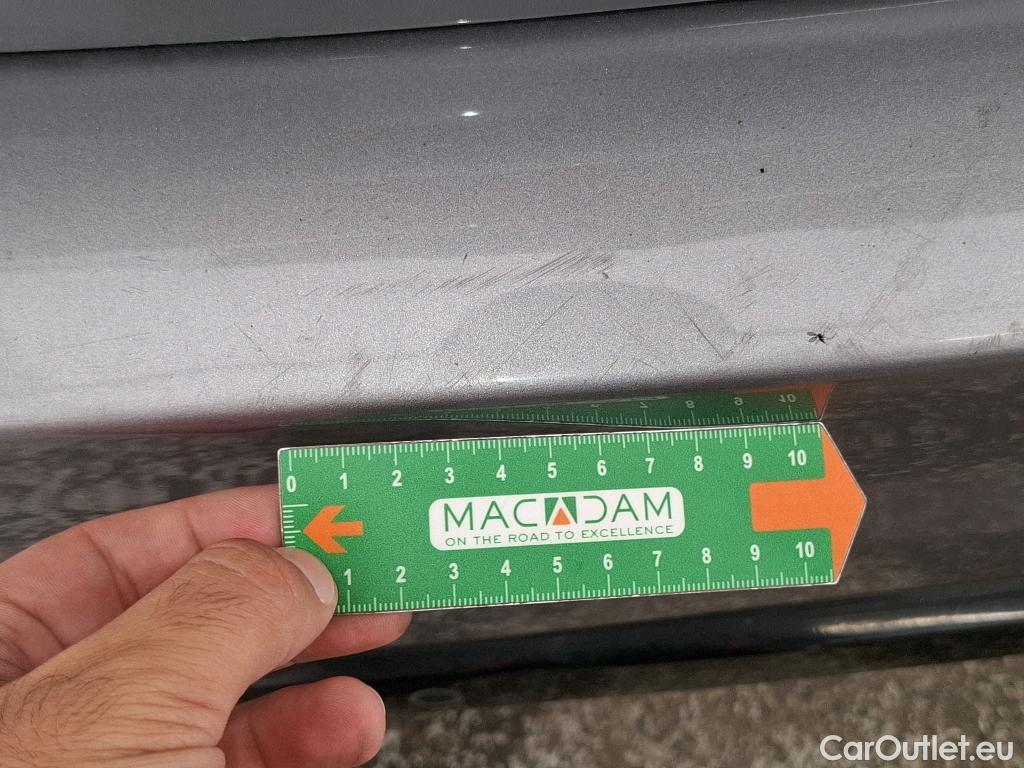 0 1 2 3 4 5 6 7 8 9 10
MACADAM
ON THE ROAD TO EXCELLENCE
1 2 3 4 5 6 7 8 9 10
CarOutlet.eu